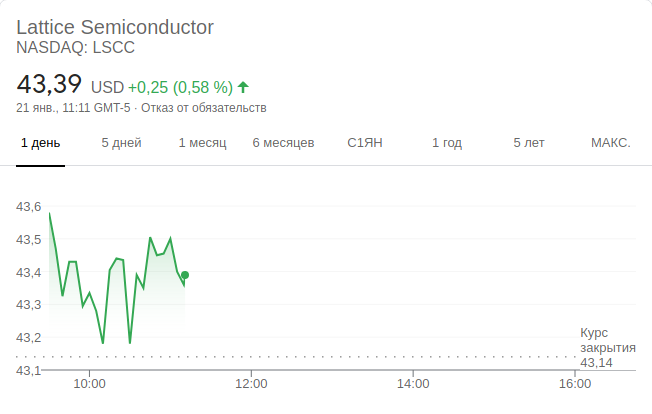 Lattice Semiconductor
NASDAQ: LSCC
43,39 USD +0,25 (0,58 %)
21 янв., 11:11 GMT-5 · Отказ от обязательств
1 день 5 дней 1 месяц 6 месяцев С1ЯН 1 год 5 лет МАКС.
43,6
43,5
43,4
43,3
43,2
43,1
Курс
закрытия
43,14
10:00 12:00 14:00 16:00